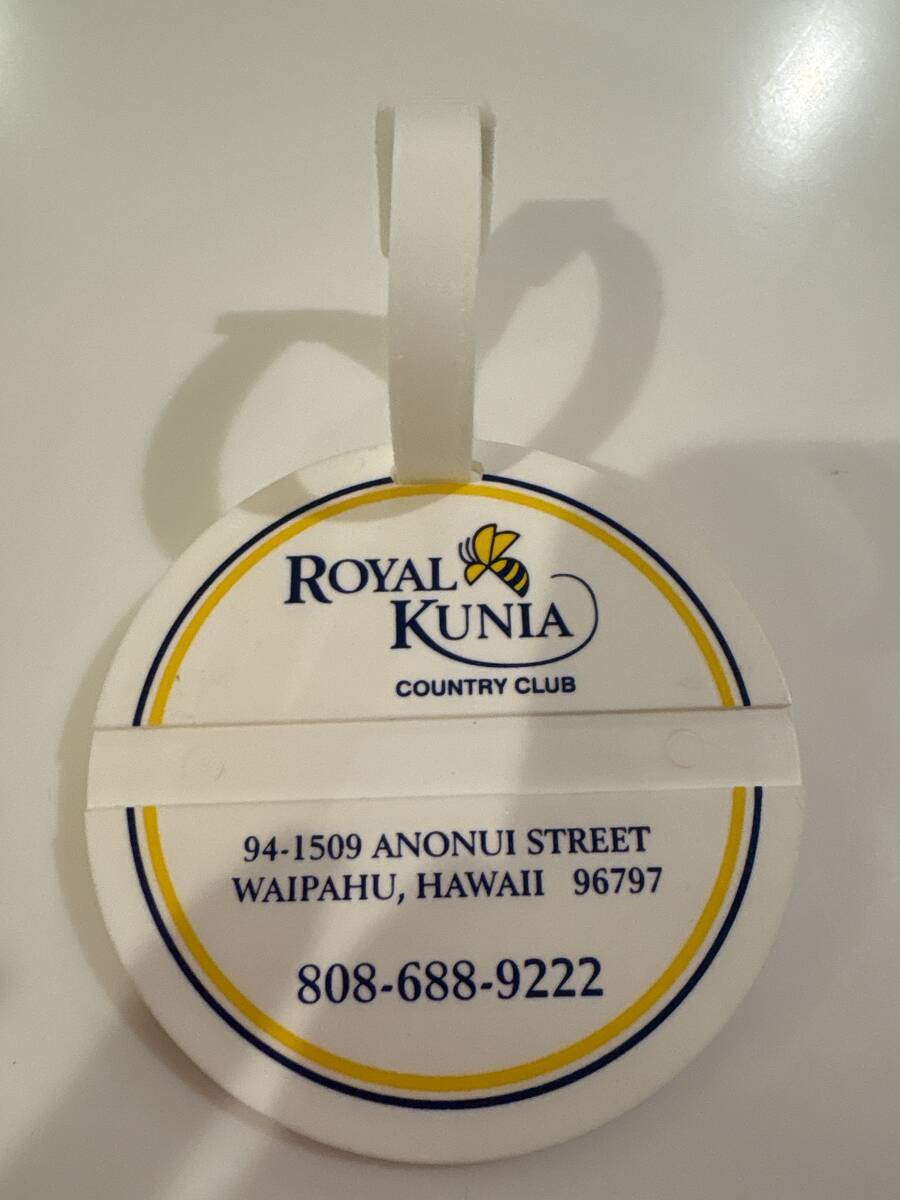 ROYAL
KUNIA
COUNTRY CLUB
94-1509 ANONUI STREET
WAIPAHU, HAWAII 96797
808-688-9222